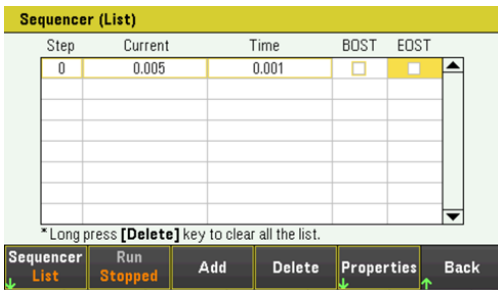 Sequencer (List)
Step Current Time BOST EOST
0 0.005 0.001
* Long press [Delete] key to clear all the list.
Sequencer Run Add Delete Properties Back
List Stopped